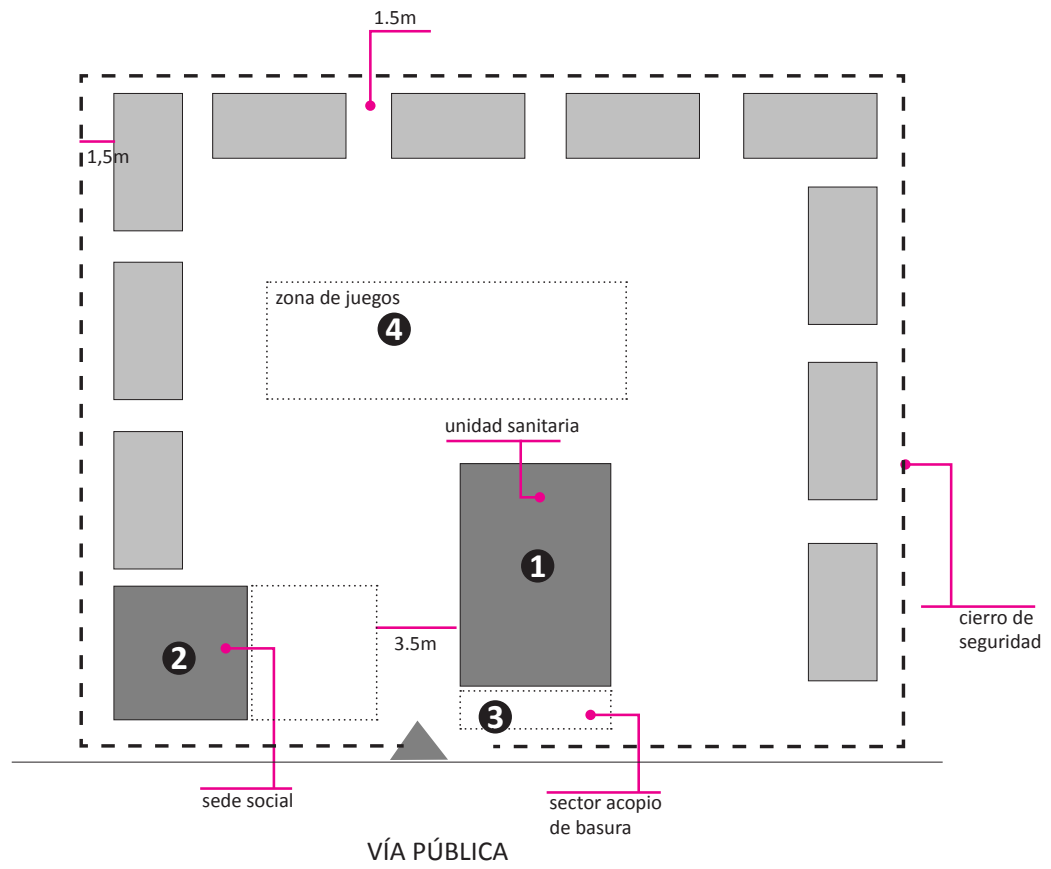 1.5m
1,5m
zona de juegos
4
unidad sanitaria
1
cierro de
seguridad
3.5m
2
3
sede social
sector acopio
de basura
VÍA PÚBLICA